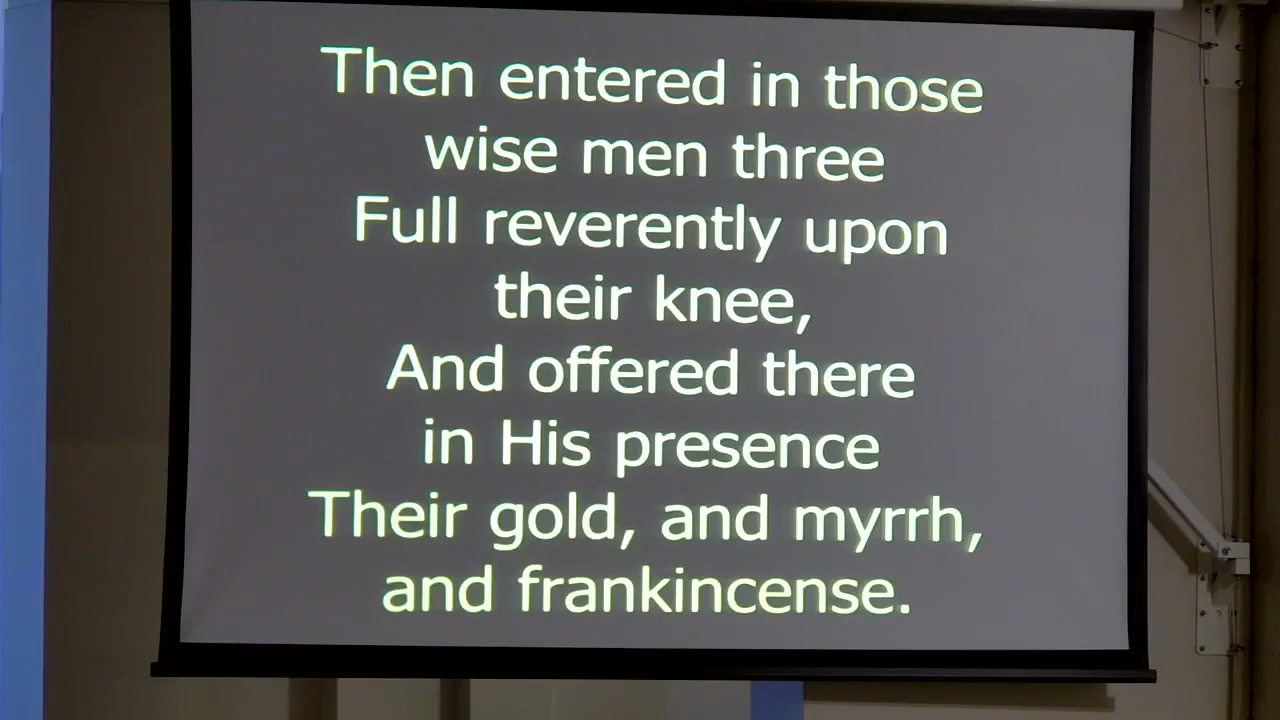 Then entered in those
wise men three
Full reverently upon
their knee,
And offered there
in His presence
Their gold, and myrrh,
and frankincense.